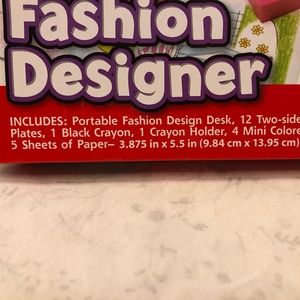 Fashion
Designer
INCLUDES: Portable Fashion Design Desk, 12 Two-side
Plates, 1 Black Crayon, 1 Crayon Holder, 4 Mini Colore
5 Sheets of Paper– 3.875 in x 5.5 in (9.84 cm x 13.95 cm)